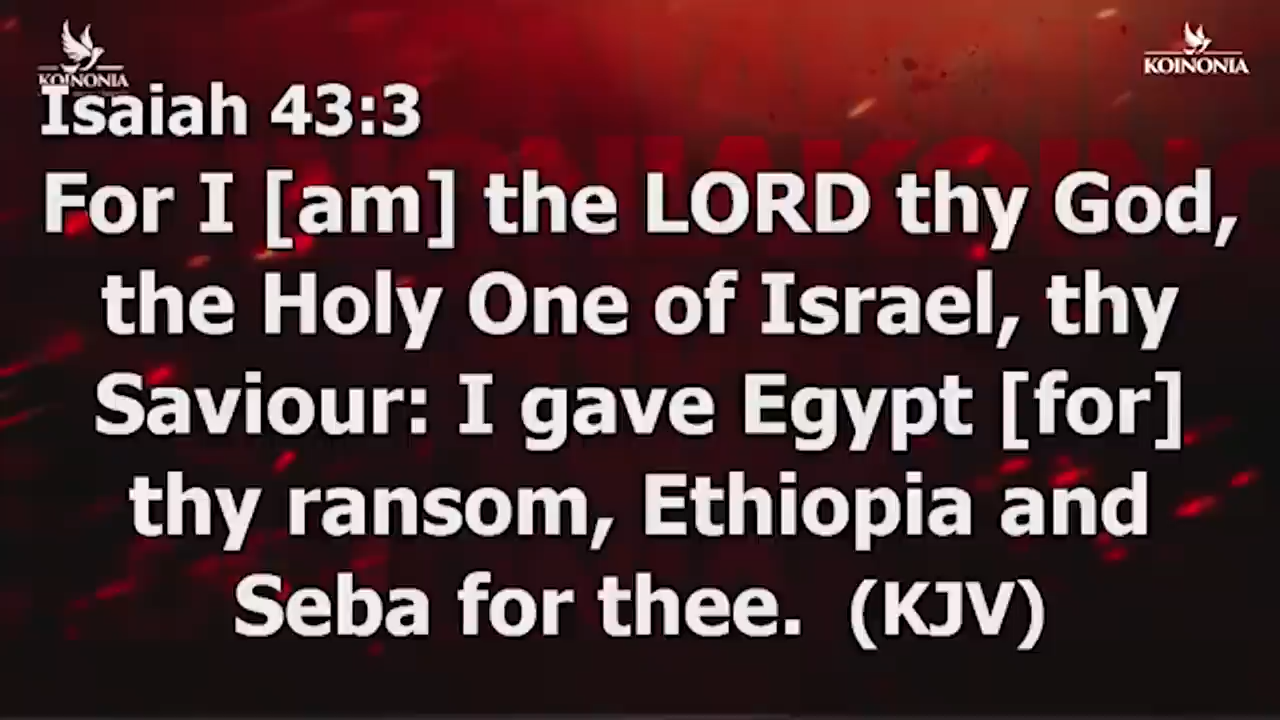 KOINONIA
KOINONIA
Isaiah 43:3
For I [am] the LORD thy God,
the Holy One of Israel, thy
Saviour: I gave Egypt [for]
thy ransom, Ethiopia and
Seba for thee. (KJV)